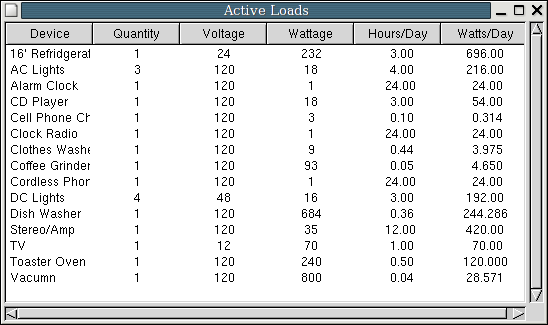 Active Loads
Device Quantity Voltage Wattage Hours/Day Watts/Day
16' Refridgerat 1 24 232 3.00 696.00
AC Lights 3 120 18 4.00 216.00
Alarm Clock 1 120 1 24.00 24.00
CD Player 1 120 18 3.00 54.00
Cell Phone Ch 1 120 3 0.10 0.314
Clock Radio 1 120 1 24.00 24.00
Clothes Washe 1 120 9 0.44 3.975
Coffee Grinder 1 120 93 0.05 4.650
Cordless Phor 1 120 1 24.00 24.00
DC Lights 4 48 16 3.00 192.00
Dish Washer 1 120 684 0.36 244.286
Stereo/Amp 1 120 35 12.00 420.00
TV 1 12 70 1.00 70.00
Toaster Oven 1 120 240 0.50 120.000
Vacumn 1 120 800 0.04 28.571